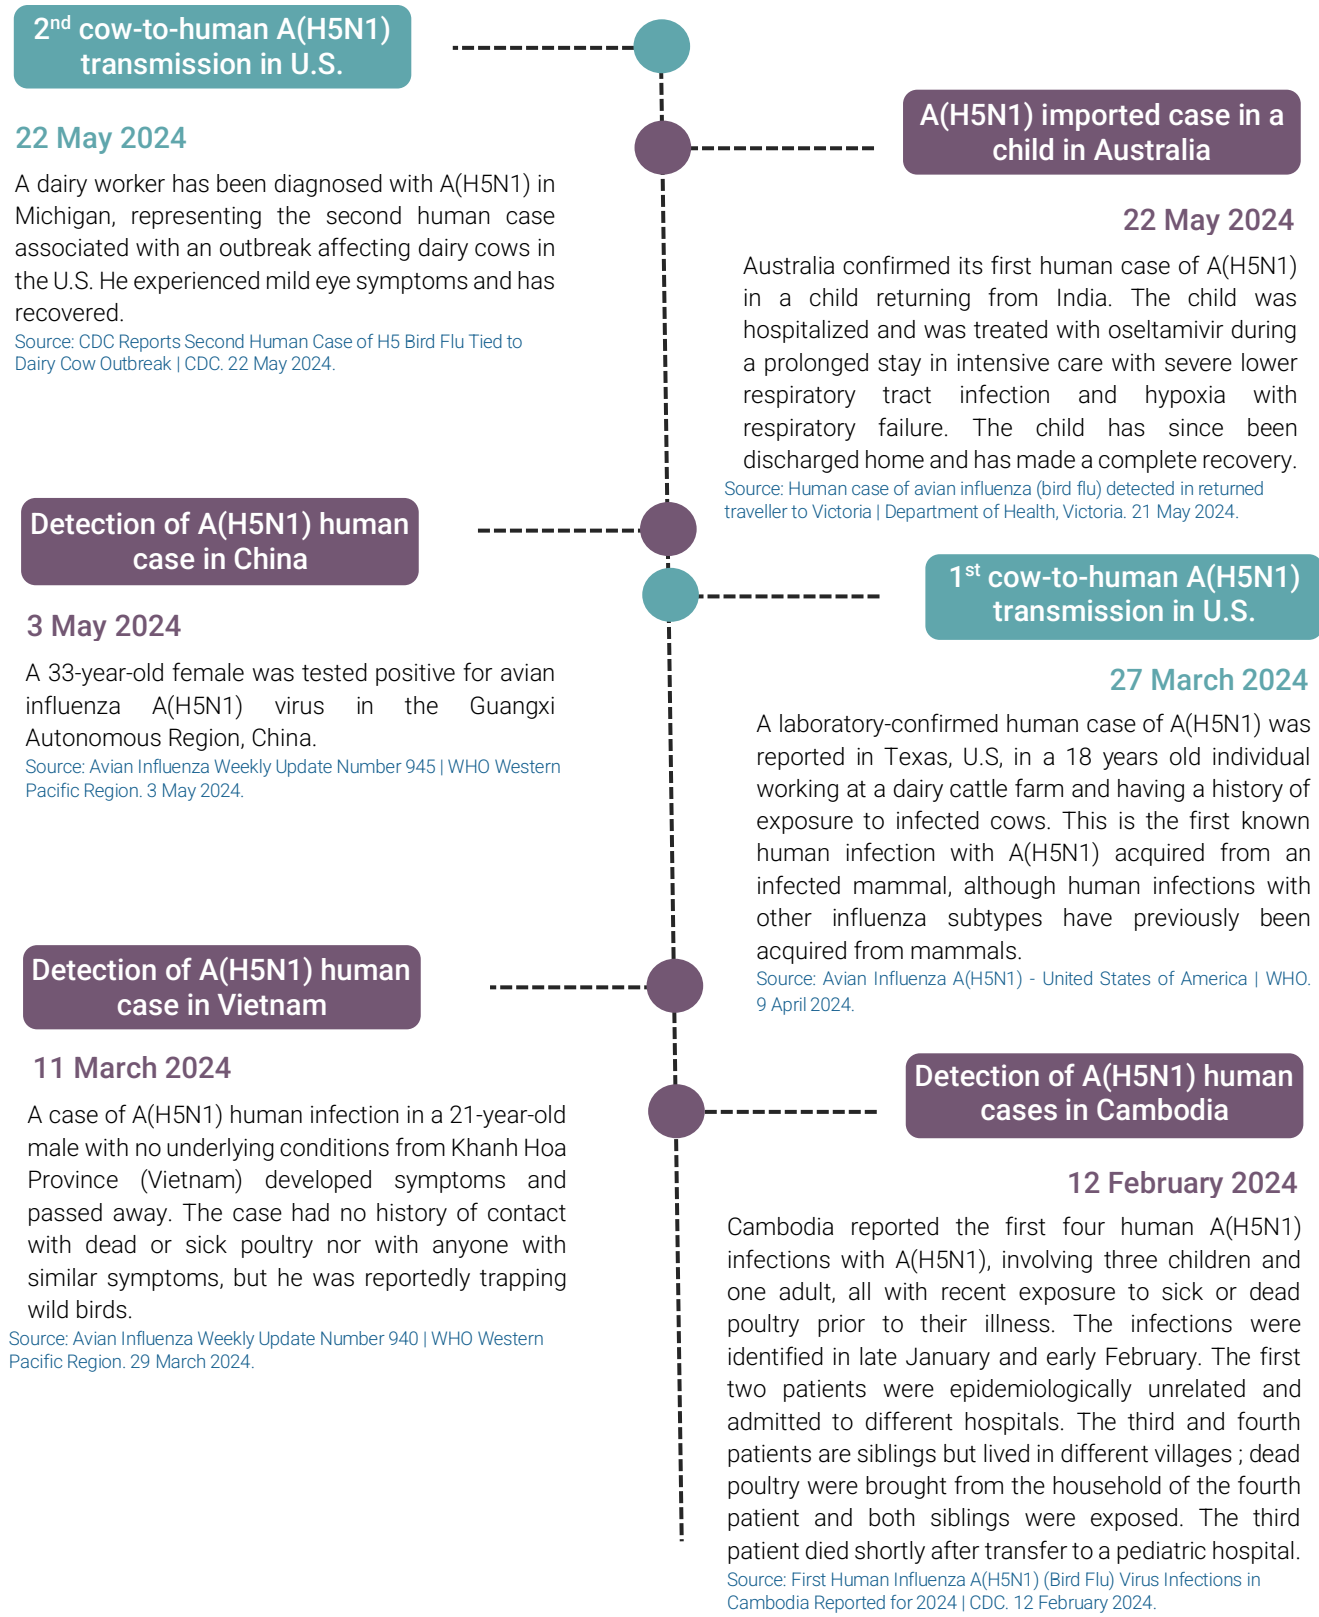 2nd cow-to-human A(H5N1)
transmission in U.S.
22 May 2024
A dairy worker has been diagnosed with A(H5N1) in
Michigan, representing the second human case
associated with an outbreak affecting dairy cows in
the U.S. He experienced mild eye symptoms and has
recovered.
Source: CDC Reports Second Human Case of H5 Bird Flu Tied to
Dairy Cow Outbreak | CDC. 22 May 2024.
A(H5N1) imported case in a
child in Australia
22 May 2024
Australia confirmed its first human case of A(H5N1)
in a child returning from India. The child was
hospitalized and was treated with oseltamivir during
a prolonged stay in intensive care with severe lower
respiratory tract infection and hypoxia with
respiratory failure. The child has since been
discharged home and has made a complete recovery.
Source: Human case of avian influenza (bird flu) detected in returned
traveller to Victoria | Department of Health, Victoria. 21 May 2024.
Detection of A(H5N1) human
case in China
3 May 2024
A 33-year-old female was tested positive for avian
influenza A(H5N1) virus in the Guangxi
Autonomous Region, China.
Source: Avian Influenza Weekly Update Number 945 | WHO Western
Pacific Region. 3 May 2024.
1st cow-to-human A(H5N1)
transmission in U.S.
27 March 2024
A laboratory-confirmed human case of A(H5N1) was
reported in Texas, U.S, in a 18 years old individual
working at a dairy cattle farm and having a history of
exposure to infected cows. This is the first known
human infection with A(H5N1) acquired from an
infected mammal, although human infections with
other influenza subtypes have previously been
acquired from mammals.
Source: Avian Influenza A(H5N1) - United States of America | WHO.
9 April 2024.
Detection of A(H5N1) human
case in Vietnam
11 March 2024
A case of A(H5N1) human infection in a 21-year-old
male with no underlying conditions from Khanh Hoa
Province (Vietnam) developed symptoms and
passed away. The case had no history of contact
with dead or sick poultry nor with anyone with
similar symptoms, but he was reportedly trapping
wild birds.
Source: Avian Influenza Weekly Update Number 940 | WHO Western
Pacific Region. 29 March 2024.
Detection of A(H5N1) human
cases in Cambodia
12 February 2024
Cambodia reported the first four human A(H5N1)
infections with A(H5N1), involving three children and
one adult, all with recent exposure to sick or dead
poultry prior to their illness. The infections were
identified in late January and early February. The first
two patients were epidemiologically unrelated and
admitted to different hospitals. The third and fourth
patients are siblings but lived in different villages ; dead
poultry were brought from the household of the fourth
patient and both siblings were exposed. The third
patient died shortly after transfer to a pediatric hospital.
Source: First Human Influenza A(H5N1) (Bird Flu) Virus Infections in
Cambodia Reported for 2024 | CDC. 12 February 2024.